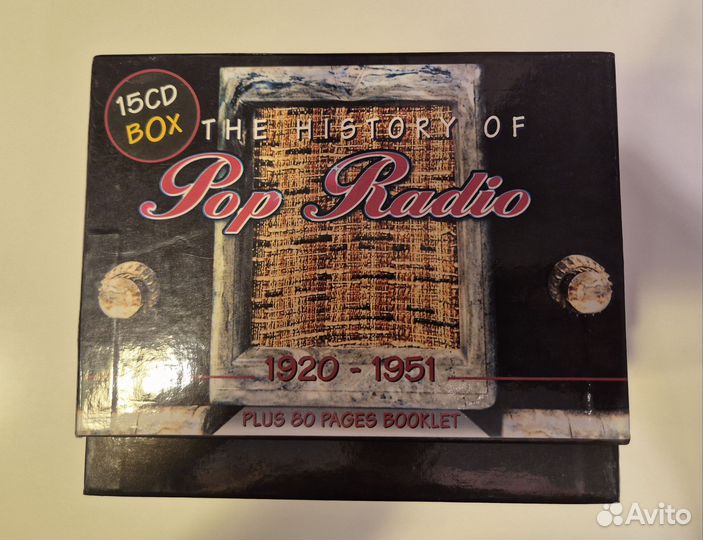 15CD
BOX
THE HISTORY OF
Pop Radio
1920 - 1951
PLUS 80 PAGES BOOKLET
Avito